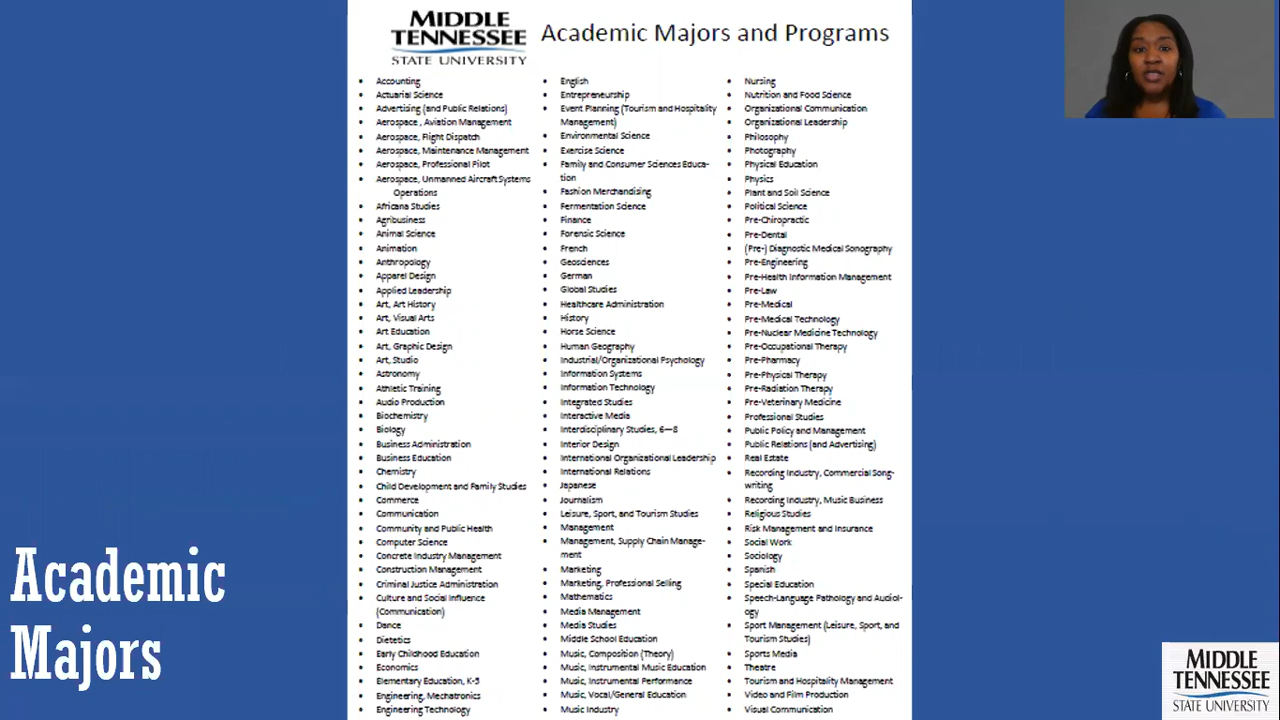 MIDDLE
TENNESSEE
STATE UNIVERSITY
Academic Majors and Programs
• Accounting
• Actuarial Science
• Advertising (and Public Relations)
• Aerospace , Aviation Management
• Aerospace, Flight Dispatch
• Aerospace, Maintenance Management
• Aerospace, Professional Pilot
• Aerospace, Unmanned Aircraft Systems
Operations
• Africana Studies
• Agribusiness
• Animal Science
• Animation
• Anthropology
• Apparel Design
• Applied Leadership
• Art, Art History
• Art, Visual Arts
• Art Education
• Art, Graphic Design
• Art, Studio
• Astronomy
• Athletic Training
• Audio Production
• Biochemistry
• Biology
• Business Administration
• Business Education
• Chemistry
• Child Development and Family Studies
• Commerce
• Communication
• Community and Public Health
• Computer Science
• Concrete Industry Management
• Construction Management
• Criminal Justice Administration
• Culture and Social Influence
(Communication)
• Dance
• Dietetics
• Early Childhood Education
• Economics
• Elementary Education, K-5
• Engineering, Mechatronics
• Engineering Technology
• English
• Entrepreneurship
• Event Planning (Tourism and Hospitality
Management)
• Environmental Science
• Exercise Science
• Family and Consumer Sciences Educa-
tion
• Fashion Merchandising
• Fermentation Science
• Finance
• Forensic Science
• French
• Geosciences
• German
• Global Studies
• Healthcare Administration
• History
• Horse Science
• Human Geography
• Industrial/Organizational Psychology
• Information Systems
• Information Technology
• Integrated Studies
• Interactive Media
• Interdisciplinary Studies, 6—8
• Interior Design
• International Organizational Leadership
• International Relations
• Japanese
• Journalism
• Leisure, Sport, and Tourism Studies
• Management
• Management, Supply Chain Manage-
ment
• Marketing
• Marketing, Professional Selling
• Mathematics
• Media Management
• Media Studies
• Middle School Education
• Music, Composition (Theory)
• Music, Instrumental Music Education
• Music, Instrumental Performance
• Music, Vocal/General Education
• Music Industry
• Nursing
• Nutrition and Food Science
• Organizational Communication
• Organizational Leadership
• Philosophy
• Photography
• Physical Education
• Physics
• Plant and Soil Science
• Political Science
• Pre-Chiropractic
• Pre-Dental
• (Pre-) Diagnostic Medical Sonography
• Pre-Engineering
• Pre-Health Information Management
• Pre-Law
• Pre-Medical
• Pre-Medical Technology
• Pre-Nuclear Medicine Technology
• Pre-Occupational Therapy
• Pre-Pharmacy
• Pre-Physical Therapy
• Pre-Radiation Therapy
• Pre-Veterinary Medicine
• Professional Studies
• Public Policy and Management
• Public Relations (and Advertising)
• Real Estate
• Recording Industry, Commercial Song-
writing
• Recording Industry, Music Business
• Religious Studies
• Risk Management and Insurance
• Social Work
• Sociology
• Spanish
• Special Education
• Speech-Language Pathology and Audiol-
ogy
• Sport Management (Leisure, Sport, and
Tourism Studies)
• Sports Media
• Theatre
• Tourism and Hospitality Management
• Video and Film Production
• Visual Communication
Academic
Majors
MIDDLE
TENNESSEE
STATE UNIVERSITY